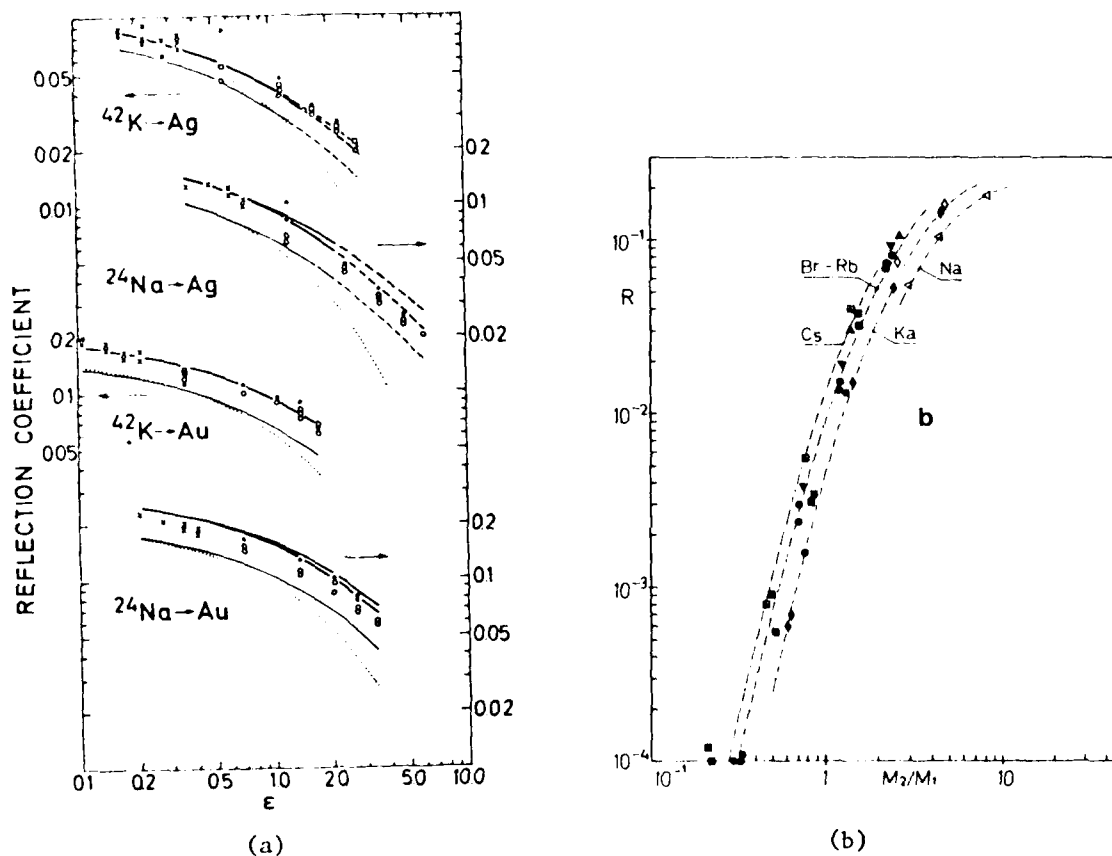 REFLECTION COEFFICIENT
0.05
0.02
0.01
0.2
0.1
0.05
⁴²K→Ag
²⁴Na→Ag
⁴²K→Au
²⁴Na→Au
0.2
0.1
0.05
0.02
0.2
0.1
0.05
0.02
0.1 0.2 0.5 1.0 2.0 5.0 10.0
ε
(a)
R
10⁻¹
10⁻²
10⁻³
10⁻⁴
Br-Rb
Na
Cs
Ka
b
10⁻¹ 1 M₂/M₁ 10
(b)